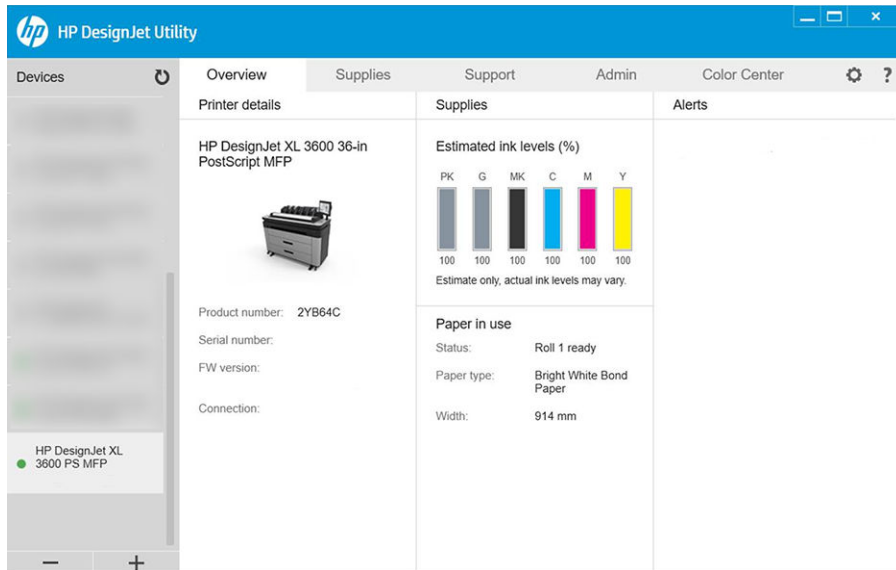 hp HP DesignJet Utility
Devices
Overview Supplies Support Admin Color Center ?
Printer details Supplies Alerts
HP DesignJet XL 3600 36-in
PostScript MFP
Product number: 2YB64C
Serial number:
FW version:
Connection:
Estimated ink levels (%)
PK G MK C M Y
100 100 100 100 100 100
Estimate only, actual ink levels may vary.
Paper in use
Status: Roll 1 ready
Paper type: Bright White Bond
Paper
Width: 914 mm
HP DesignJet XL
3600 PS MFP